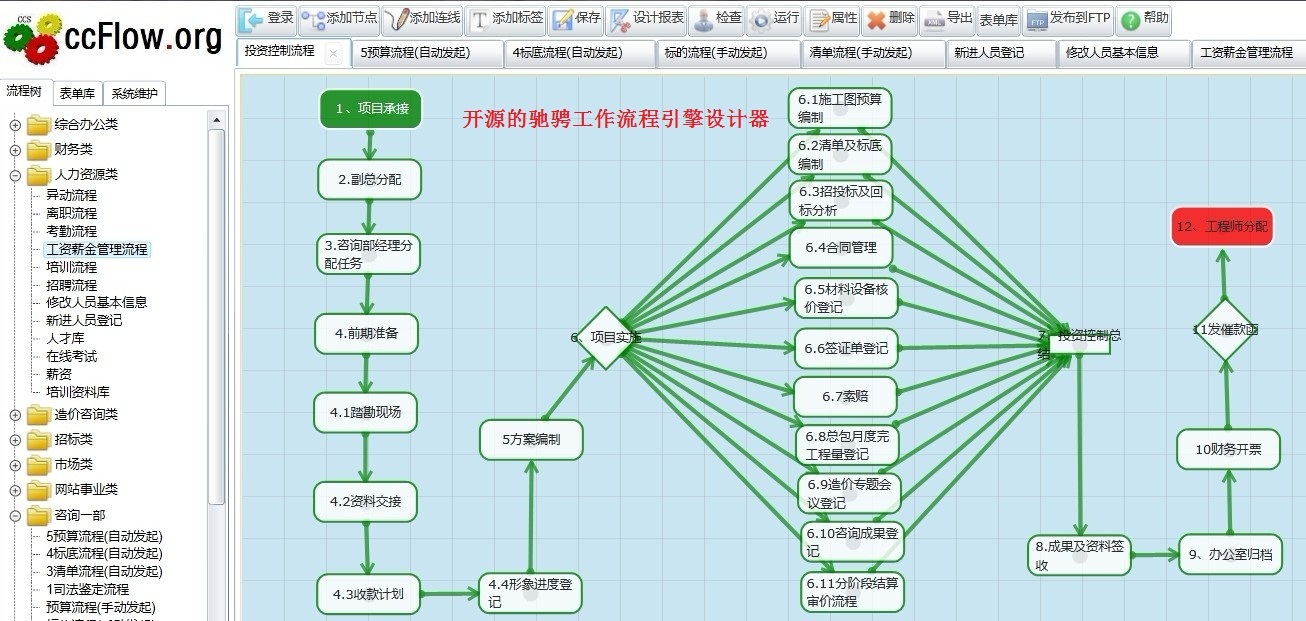 CCS
ccFlow.org
登录
添加节点
添加连线
添加标签
保存
设计报表
检查
运行
属性
删除
导出
表单库
发布到FTP
帮助
投资控制流程
5预算流程(自动发起)
4标底流程(自动发起)
标的流程(手动发起)
清单流程(手动发起)
新进人员登记
修改人员基本信息
工资薪金管理流程
流程树
表单库
系统维护
综合办公类
财务类
人力资源类
异动流程
离职流程
考勤流程
工资薪金管理流程
培训流程
招聘流程
修改人员基本信息
新进人员登记
人才库
在线考试
薪资
培训资料库
造价咨询类
招标类
市场类
网站事业类
咨询一部
5预算流程(自动发起)
4标底流程(自动发起)
3清单流程(自动发起)
1司法鉴定流程
预算流程(手动发起)
开源的驰骋工作流程引擎设计器
1、项目承接
2.副总分配
3.咨询部经理分
配任务
4.前期准备
4.1踏勘现场
4.2资料交接
4.3收款计划
4.4形象进度登
记
5方案编制
6、项目实施
6.1施工图预算
编制
6.2清单及标底
编制
6.3招投标及回
标分析
6.4合同管理
6.5材料设备核
价登记
6.6签证单登记
6.7索赔
6.8总包月度完
工程量登记
6.9造价专题会
议登记
6.10咨询成果登
记
6.11分阶段结算
审价流程
7、投资控制总
结
8.成果及资料签
收
9、办公室归档
10财务开票
11发催款函
12、工程师分配